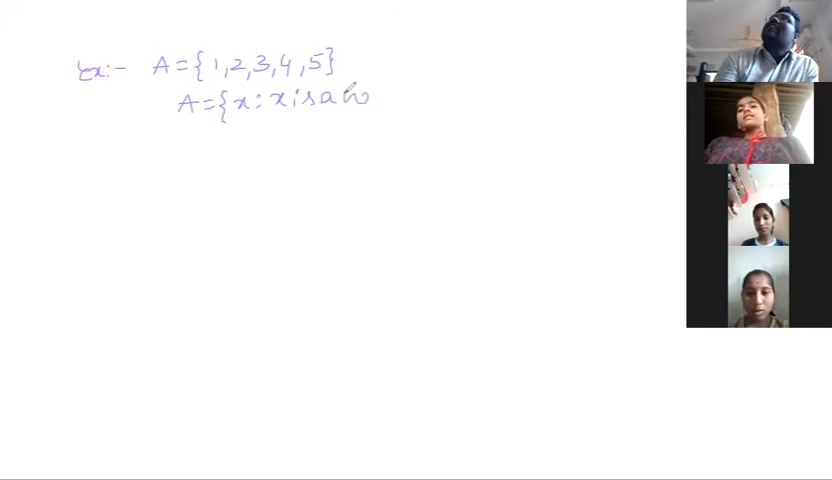 Ex:- A={1,2,3,4,5}
A={x: x is a